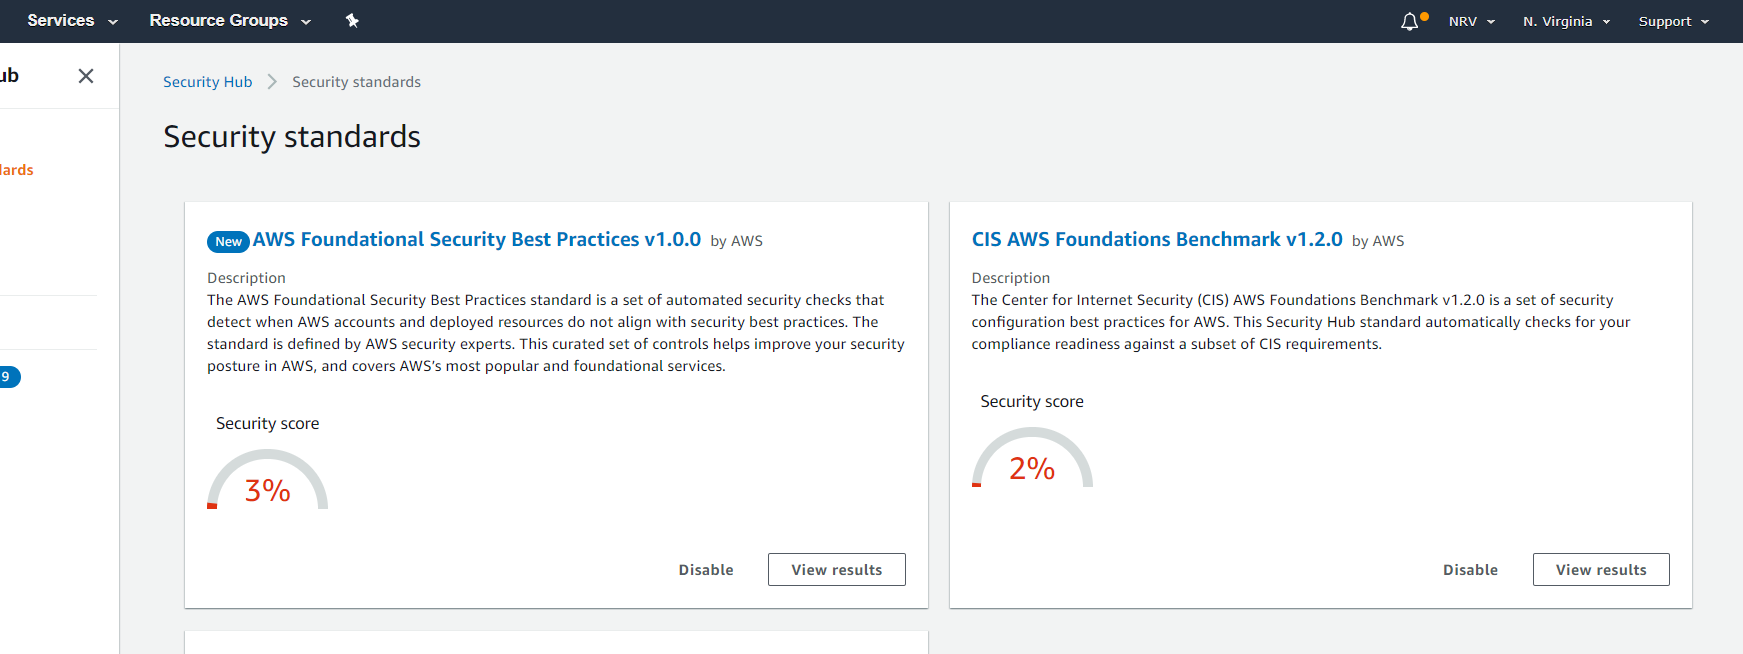 Services
Resource Groups
NRV
N. Virginia
Support
ub
Security Hub
Security standards
Security standards
dards
9
New
AWS Foundational Security Best Practices v1.0.0 by AWS
Description
The AWS Foundational Security Best Practices standard is a set of automated security checks that
detect when AWS accounts and deployed resources do not align with security best practices. The
standard is defined by AWS security experts. This curated set of controls helps improve your security
posture in AWS, and covers AWS’s most popular and foundational services.
Security score
3%
Disable
View results
CIS AWS Foundations Benchmark v1.2.0 by AWS
Description
The Center for Internet Security (CIS) AWS Foundations Benchmark v1.2.0 is a set of security
configuration best practices for AWS. This Security Hub standard automatically checks for your
compliance readiness against a subset of CIS requirements.
Security score
2%
Disable
View results